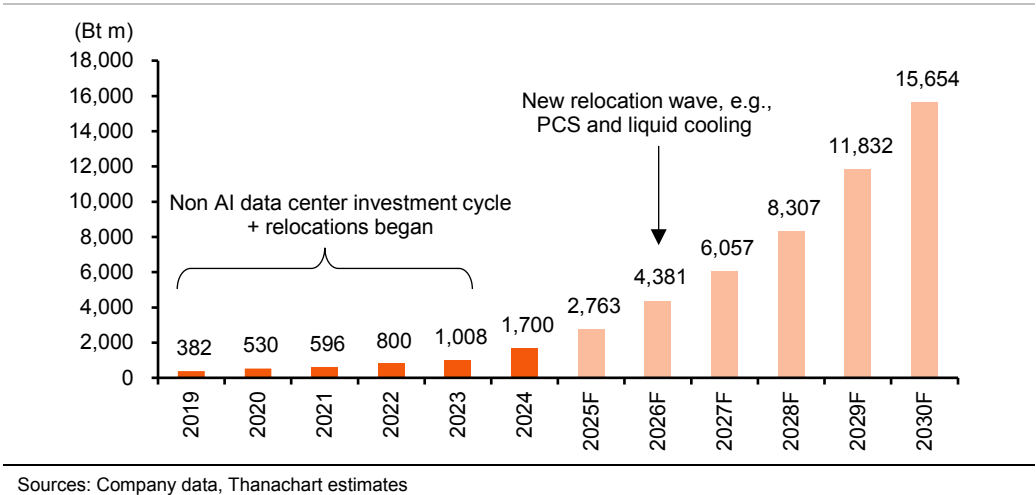 (Bt m)
18,000
16,000
14,000
12,000
10,000
8,000
6,000
4,000
2,000
0
Non AI data center investment cycle
+ relocations began
New relocation wave, e.g.,
PCS and liquid cooling
382
530
596
800
1,008
1,700
2,763
4,381
6,057
8,307
11,832
15,654
2019
2020
2021
2022
2023
2024
2025F
2026F
2027F
2028F
2029F
2030F
Sources: Company data, Thanachart estimates